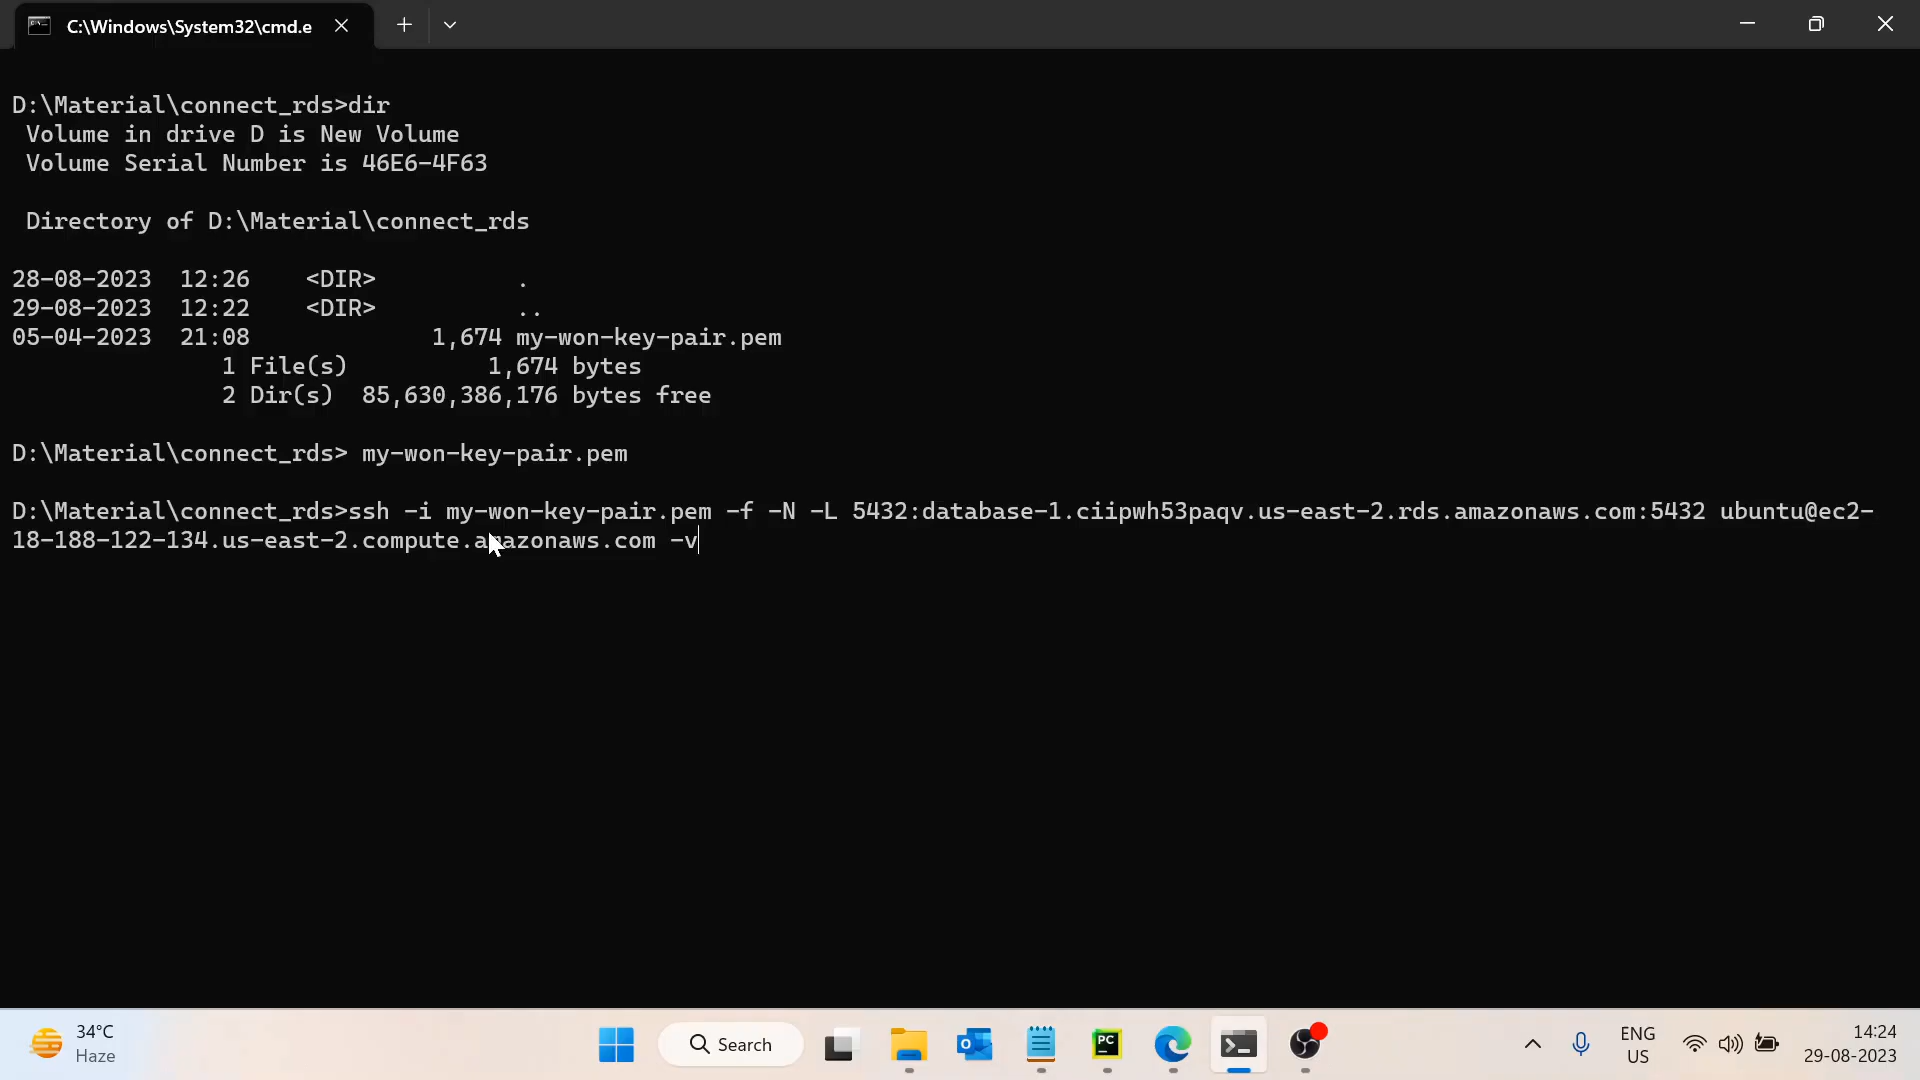 C:\Windows\System32\cmd.e
D:\Material\connect_rds>dir
Volume in drive D is New Volume
Volume Serial Number is 46E6-4F63
Directory of D:\Material\connect_rds
28-08-2023  12:26    <DIR>          .
29-08-2023  12:22    <DIR>          ..
05-04-2023  21:08             1,674 my-won-key-pair.pem
1 File(s)          1,674 bytes
2 Dir(s)  85,630,386,176 bytes free
D:\Material\connect_rds> my-won-key-pair.pem
D:\Material\connect_rds>ssh -i my-won-key-pair.pem -f -N -L 5432:database-1.ciipwh53paqv.us-east-2.rds.amazonaws.com:5432 ubuntu@ec2-
18-188-122-134.us-east-2.compute.amazonaws.com -v
34°C
Haze
Search
PC
ENG
US
14:24
29-08-2023